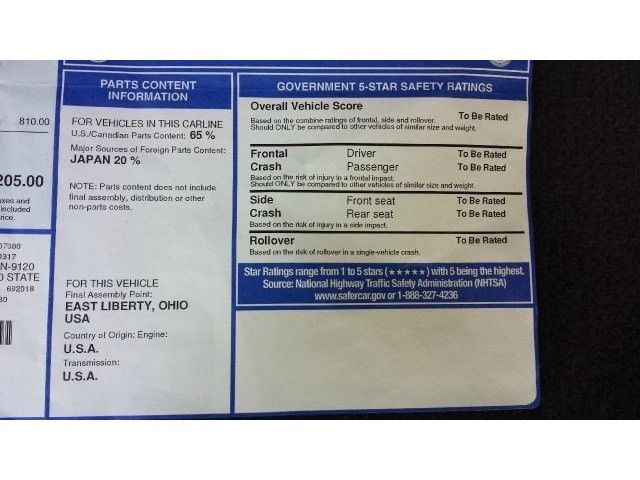 810.00
205.00
xes and
included
rice.
07080
0317
N-9120
STATE
692018
PARTS CONTENT
INFORMATION
FOR VEHICLES IN THIS CARLINE
U.S./Canadian Parts Content: 65 %
Major Sources of Foreign Parts Content:
JAPAN 20 %
NOTE: Parts content does not include
final assembly, distribution or other
non-parts costs.
FOR THIS VEHICLE
Final Assembly Point:
EAST LIBERTY, OHIO
USA
Country of Origin: Engine:
U.S.A.
Transmission:
U.S.A.
GOVERNMENT 5-STAR SAFETY RATINGS
Overall Vehicle Score To Be Rated
Based on the combine ratings of frontal, side and rollover.
Should ONLY be compared to other vehicles of similar size and weight.
Frontal Driver To Be Rated
Crash Passenger To Be Rated
Based on the risk of injury in a frontal impact.
Should ONLY be compared to other vehicles of similar size and weight.
Side Front seat To Be Rated
Crash Rear seat To Be Rated
Based on the risk of injury in a side impact.
Rollover To Be Rated
Based on the risk of rollover in a single-vehicle crash.
Star Ratings range from 1 to 5 stars (★★★★★) with 5 being the highest.
Source: National Highway Traffic Safety Administration (NHTSA)
www.safercar.gov or 1-888-327-4236